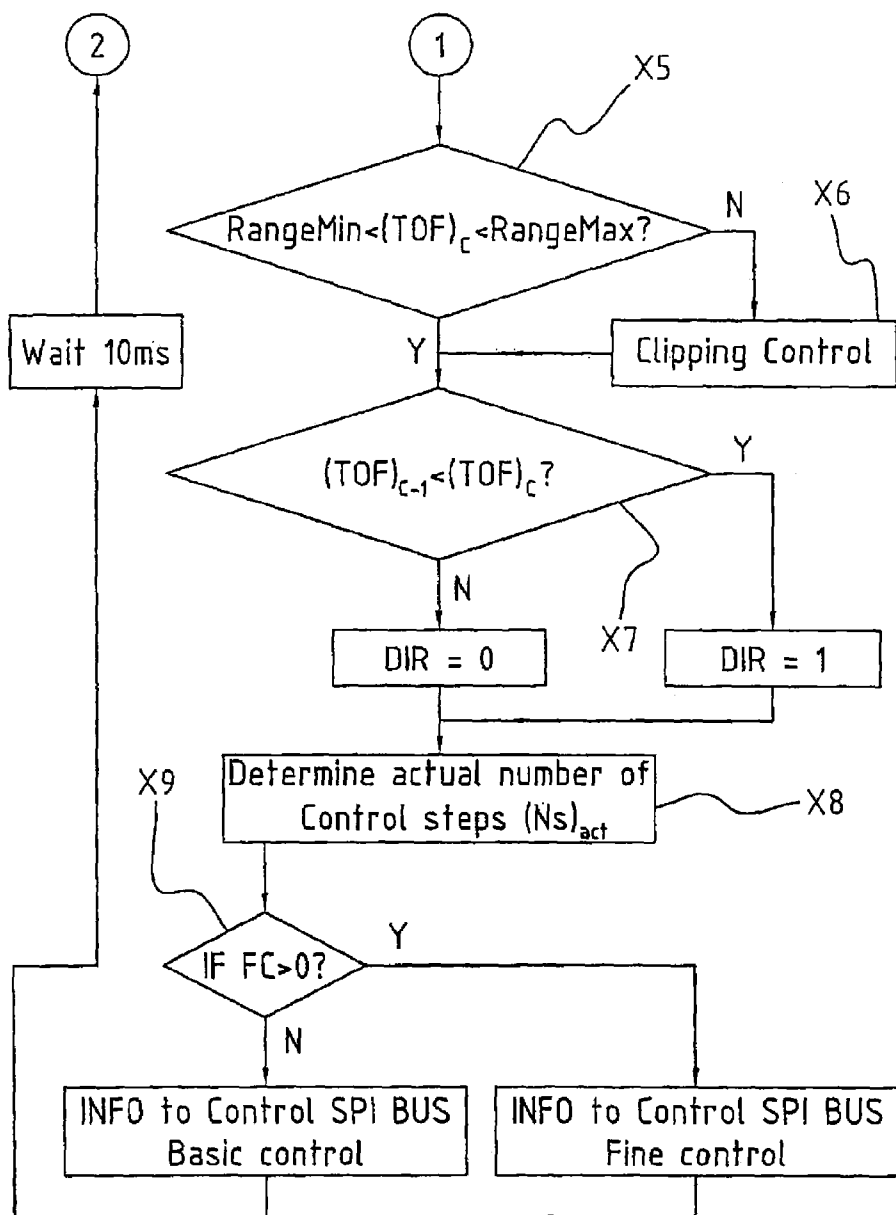 2
1
X5
RangeMin<(TOF)c<RangeMax?
N
X6
Wait 10ms
Y
Clipping Control
(TOF)c-1<(TOF)c?
Y
N
X7
DIR = 0
DIR = 1
X9
Determine actual number of
Control steps (Ns)act
X8
IF FC>0?
Y
N
INFO to Control SPI BUS
Basic control
INFO to Control SPI BUS
Fine control